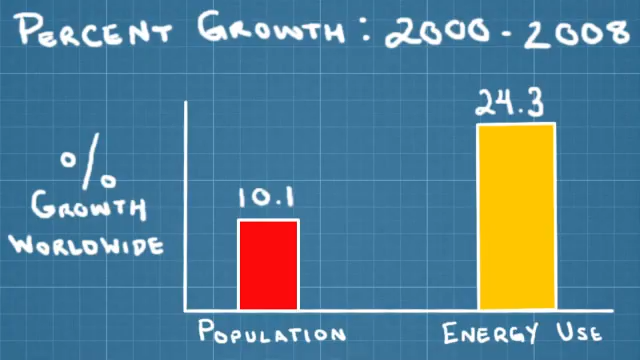 PERCENT GROWTH: 2000-2008
24.3
10.1
%
GROWTH
WORLDWIDE
POPULATION
ENERGY USE